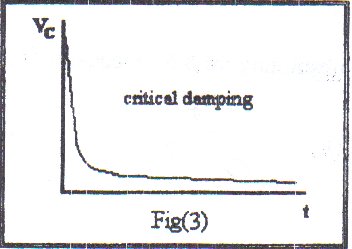 Vc
critical damping
t
Fig(3)